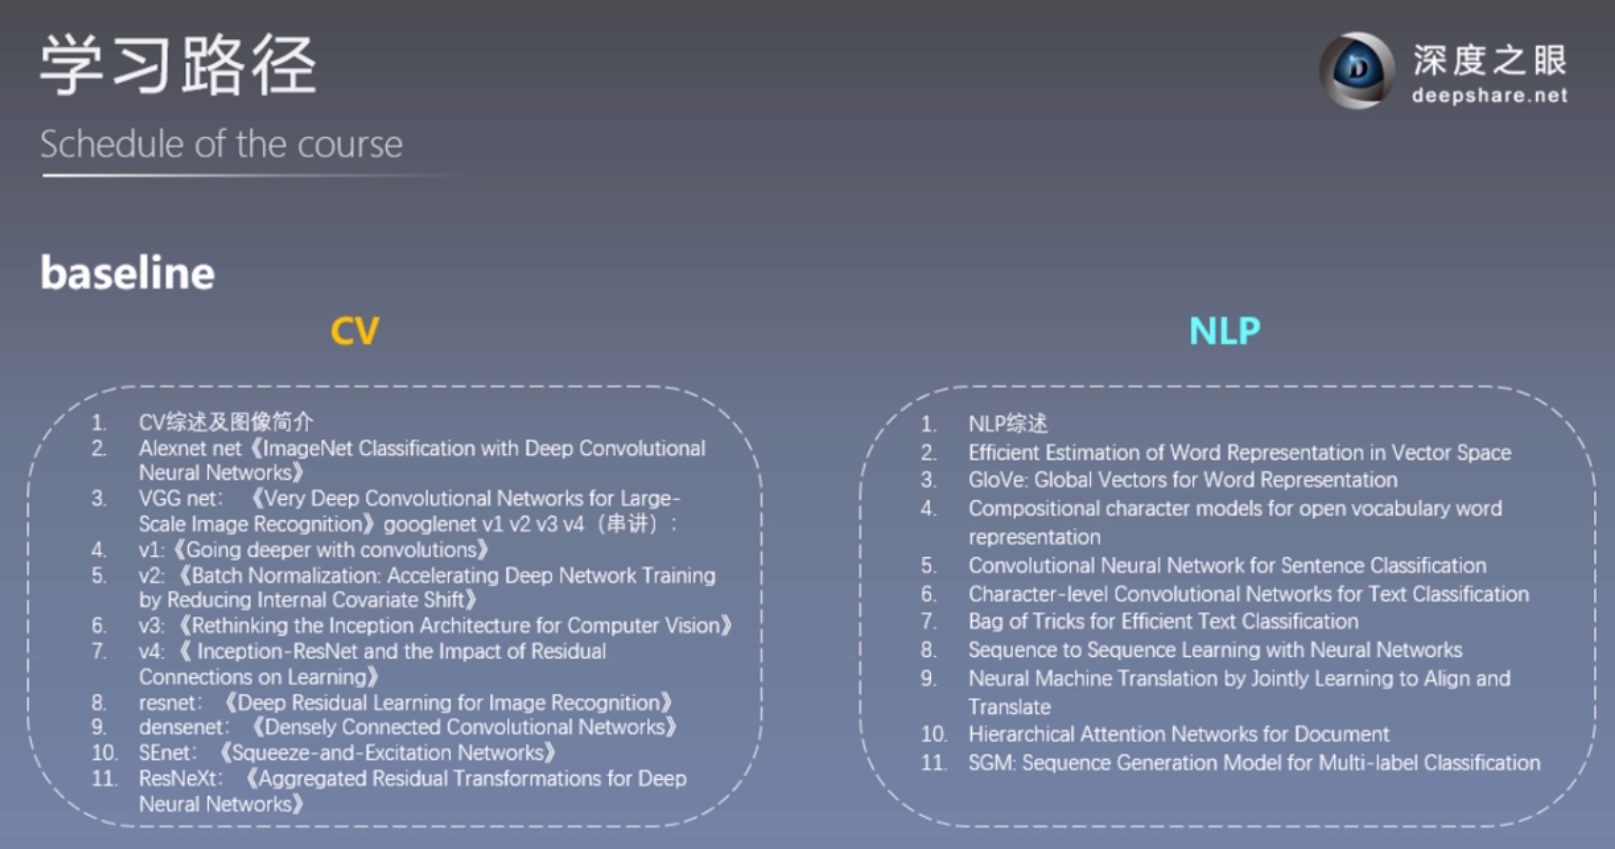 学习路径
Schedule of the course
深度之眼
deepshare.net
baseline
CV
1. CV综述及图像简介
2. Alexnet net《ImageNet Classification with Deep Convolutional
Neural Networks》
3. VGG net: 《Very Deep Convolutional Networks for Large-
Scale Image Recognition》googlenet v1 v2 v3 v4（串讲）:
4. v1:《Going deeper with convolutions》
5. v2: 《Batch Normalization: Accelerating Deep Network Training
by Reducing Internal Covariate Shift》
6. v3: 《Rethinking the Inception Architecture for Computer Vision》
7. v4: 《 Inception-ResNet and the Impact of Residual
Connections on Learning》
8. resnet: 《Deep Residual Learning for Image Recognition》
9. densenet: 《Densely Connected Convolutional Networks》
10. SEnet: 《Squeeze-and-Excitation Networks》
11. ResNeXt: 《Aggregated Residual Transformations for Deep
Neural Networks》
NLP
1. NLP综述
2. Efficient Estimation of Word Representation in Vector Space
3. GloVe: Global Vectors for Word Representation
4. Compositional character models for open vocabulary word
representation
5. Convolutional Neural Network for Sentence Classification
6. Character-level Convolutional Networks for Text Classification
7. Bag of Tricks for Efficient Text Classification
8. Sequence to Sequence Learning with Neural Networks
9. Neural Machine Translation by Jointly Learning to Align and
Translate
10. Hierarchical Attention Networks for Document
11. SGM: Sequence Generation Model for Multi-label Classification